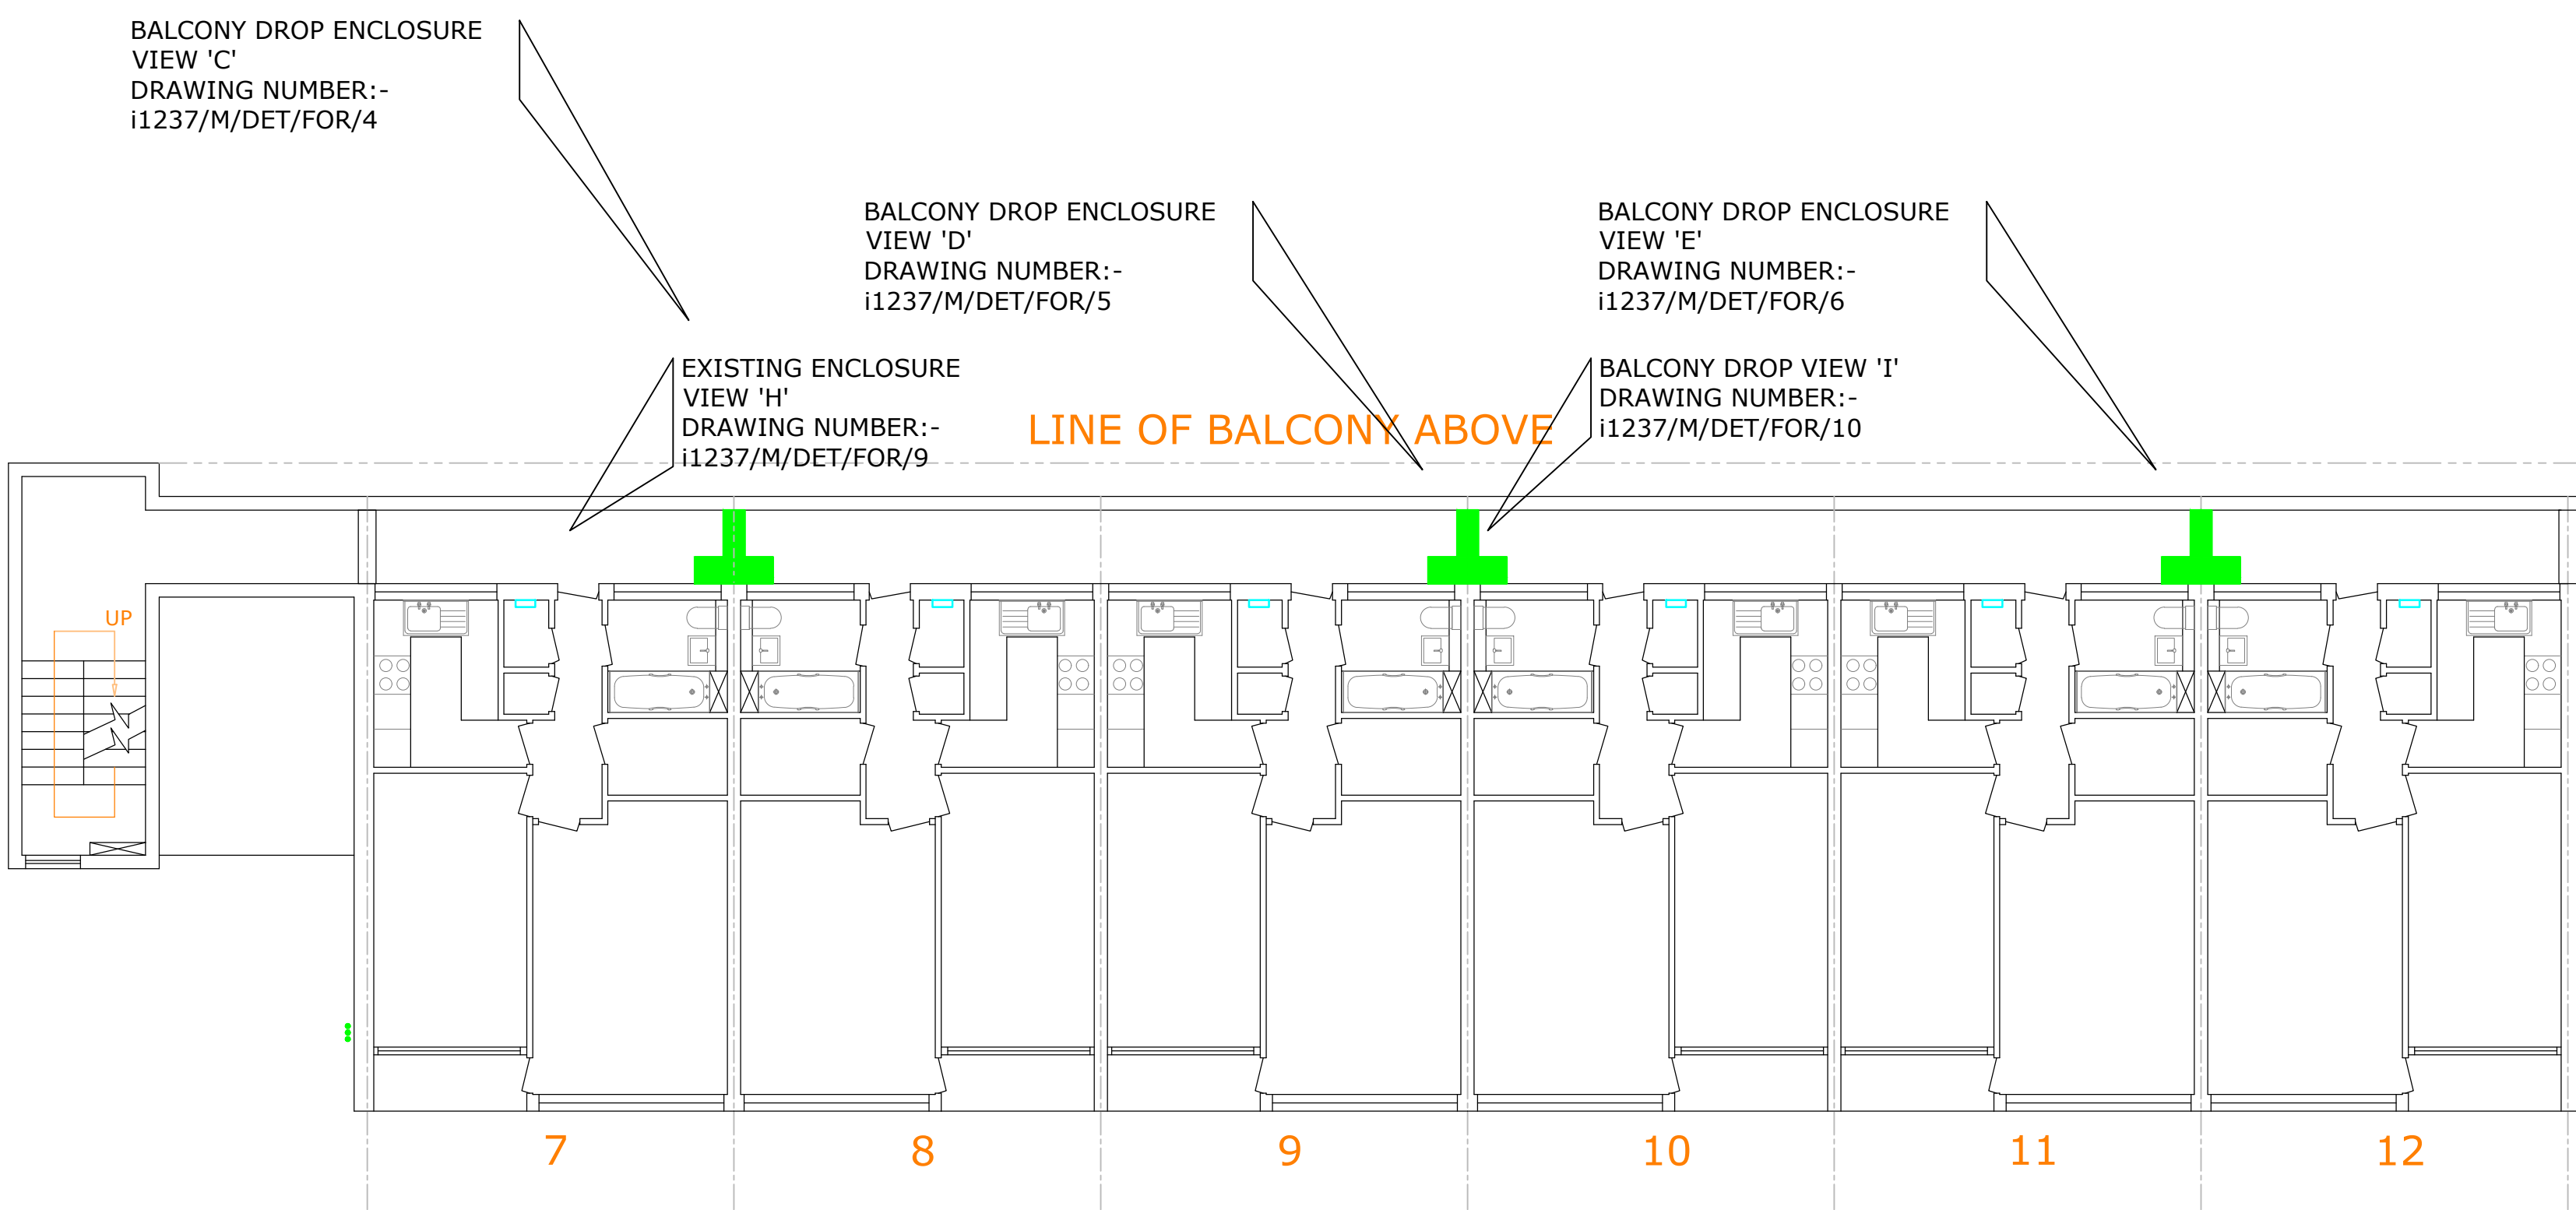 BALCONY DROP ENCLOSURE
VIEW 'C'
DRAWING NUMBER:-
i1237/M/DET/FOR/4
BALCONY DROP ENCLOSURE
VIEW 'D'
DRAWING NUMBER:-
i1237/M/DET/FOR/5
BALCONY DROP ENCLOSURE
VIEW 'E'
DRAWING NUMBER:-
i1237/M/DET/FOR/6
EXISTING ENCLOSURE
VIEW 'H'
DRAWING NUMBER:-
i1237/M/DET/FOR/9
LINE OF BALCONY ABOVE
BALCONY DROP VIEW 'I'
DRAWING NUMBER:-
i1237/M/DET/FOR/10
UP
7
8
9
10
11
12